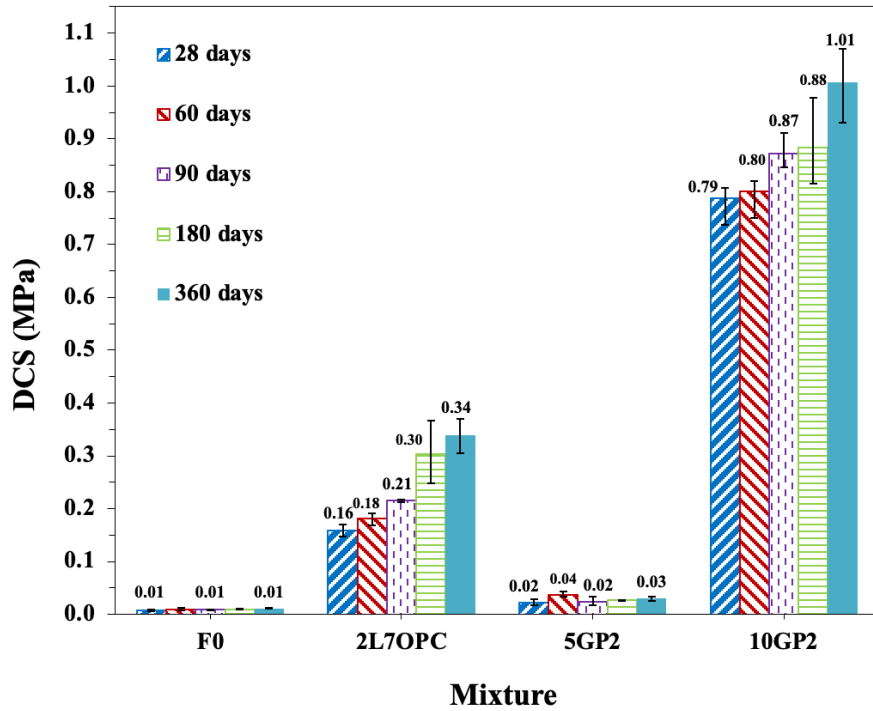 DCS (MPa)
1.1
1.0
0.9
0.8
0.7
0.6
0.5
0.4
0.3
0.2
0.1
0.0
28 days
60 days
90 days
180 days
360 days
0.01 0.01 0.01
0.16 0.18 0.21 0.30 0.34
0.02 0.04 0.02 0.03
0.79 0.80 0.87 0.88 1.01
F0 2L7OPC 5GP2 10GP2
Mixture